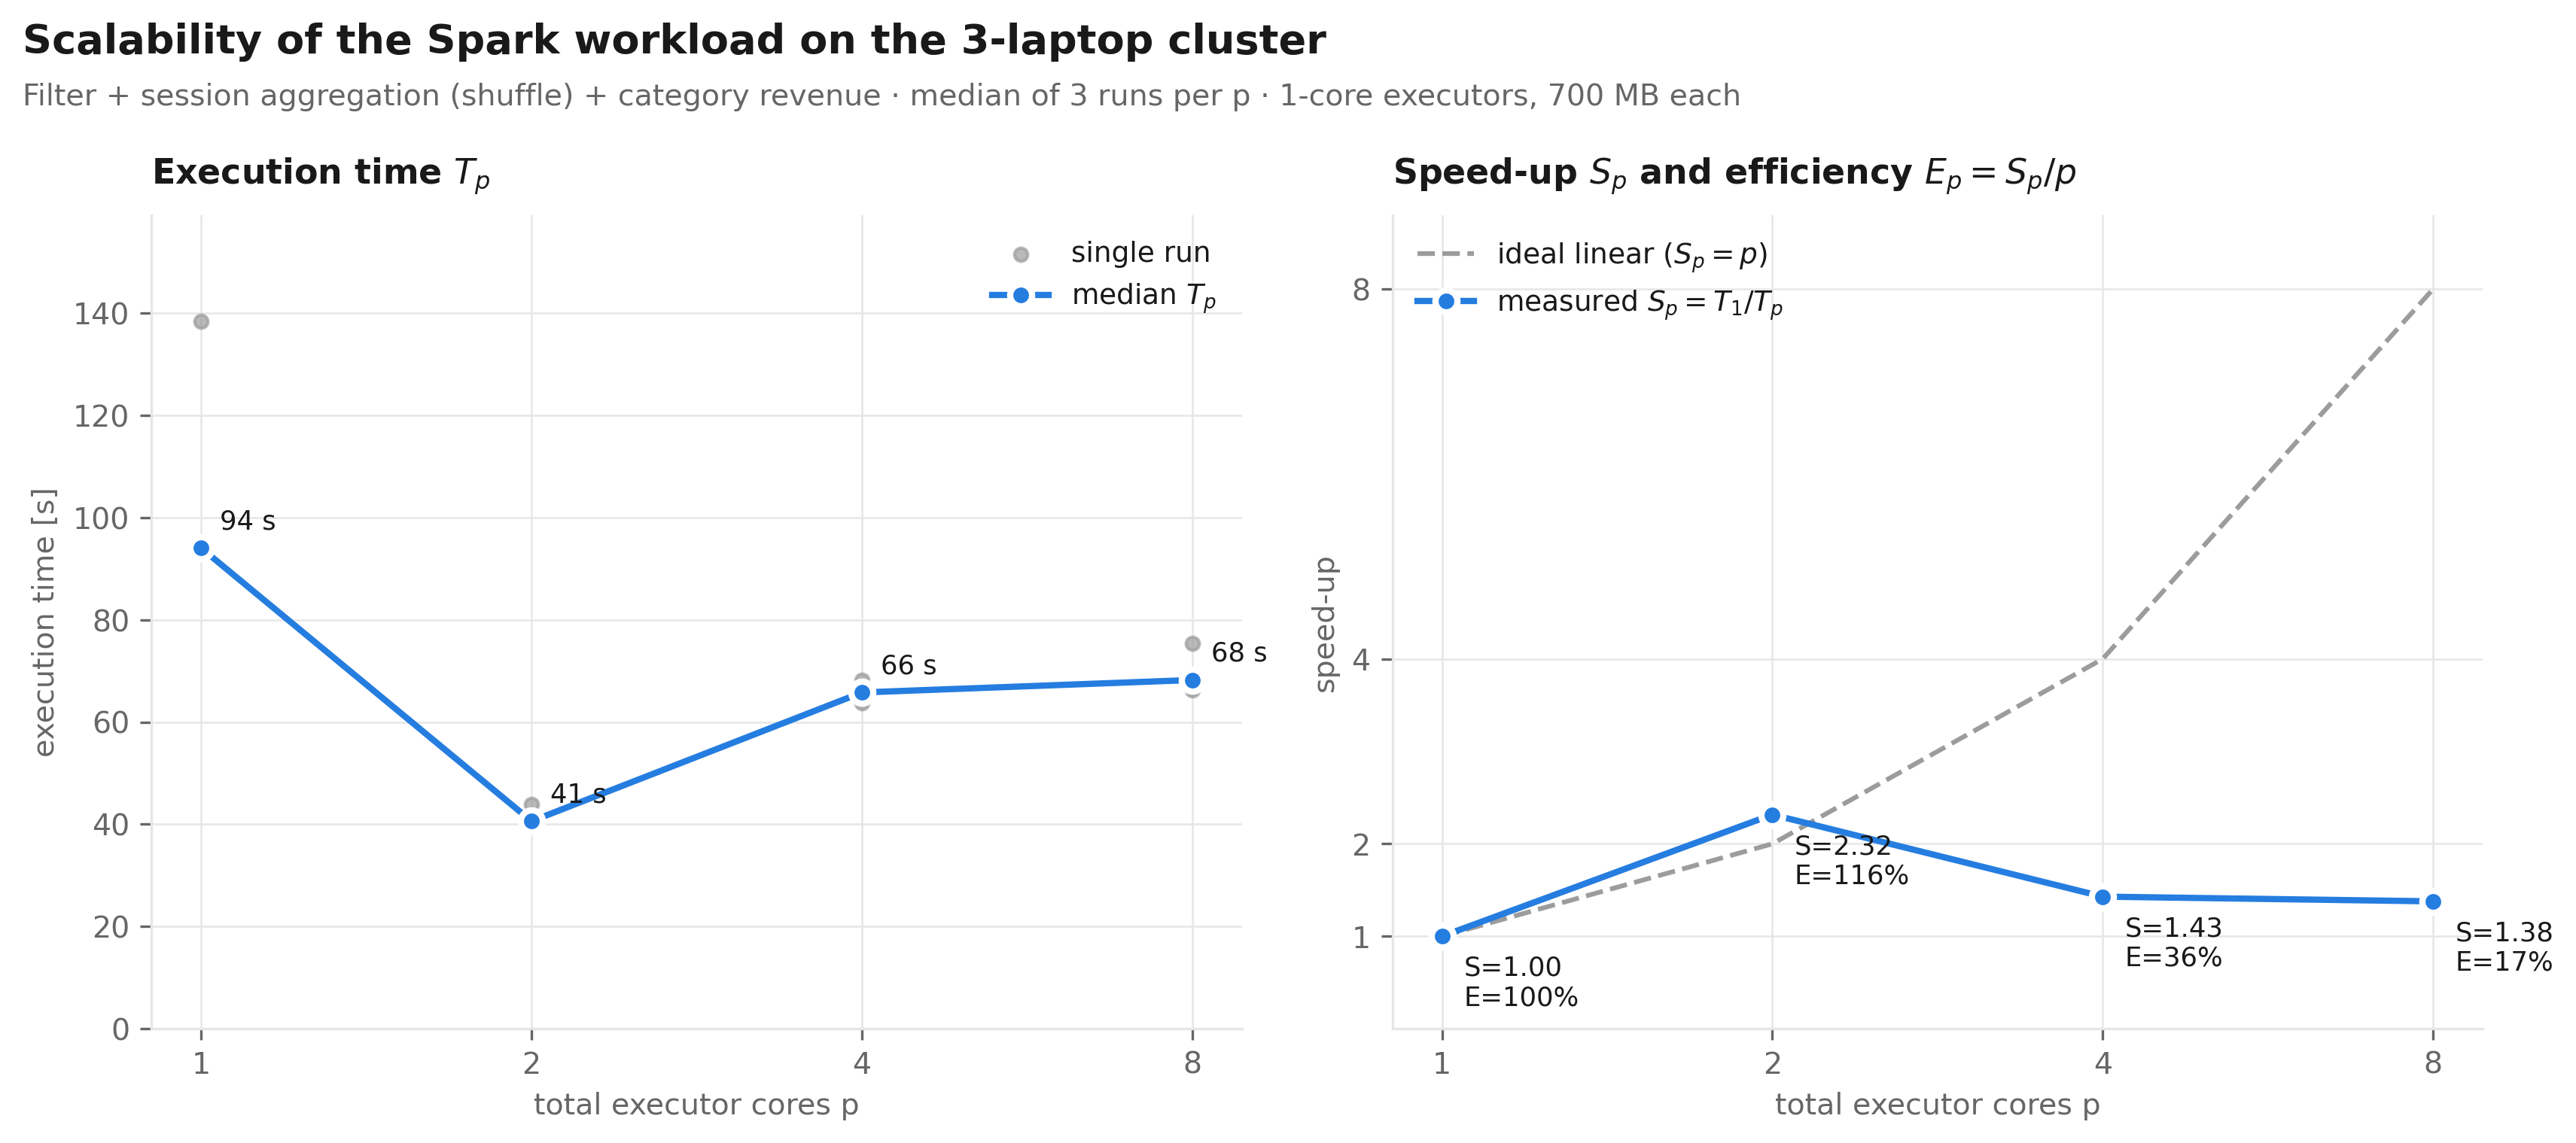 Scalability of the Spark workload on the 3-laptop cluster
Filter + session aggregation (shuffle) + category revenue · median of 3 runs per p · 1-core executors, 700 MB each
Execution time Tp
single run
median Tp
execution time [s]
140
120
100
80
60
40
20
0
94 s
41 s
66 s
68 s
1
2
4
8
total executor cores p
Speed-up Sp and efficiency Ep = Sp/p
ideal linear (Sp = p)
measured Sp = T1/Tp
speed-up
8
4
2
1
S=1.00
E=100%
S=2.32
E=116%
S=1.43
E=36%
S=1.38
E=17%
1
2
4
8
total executor cores p